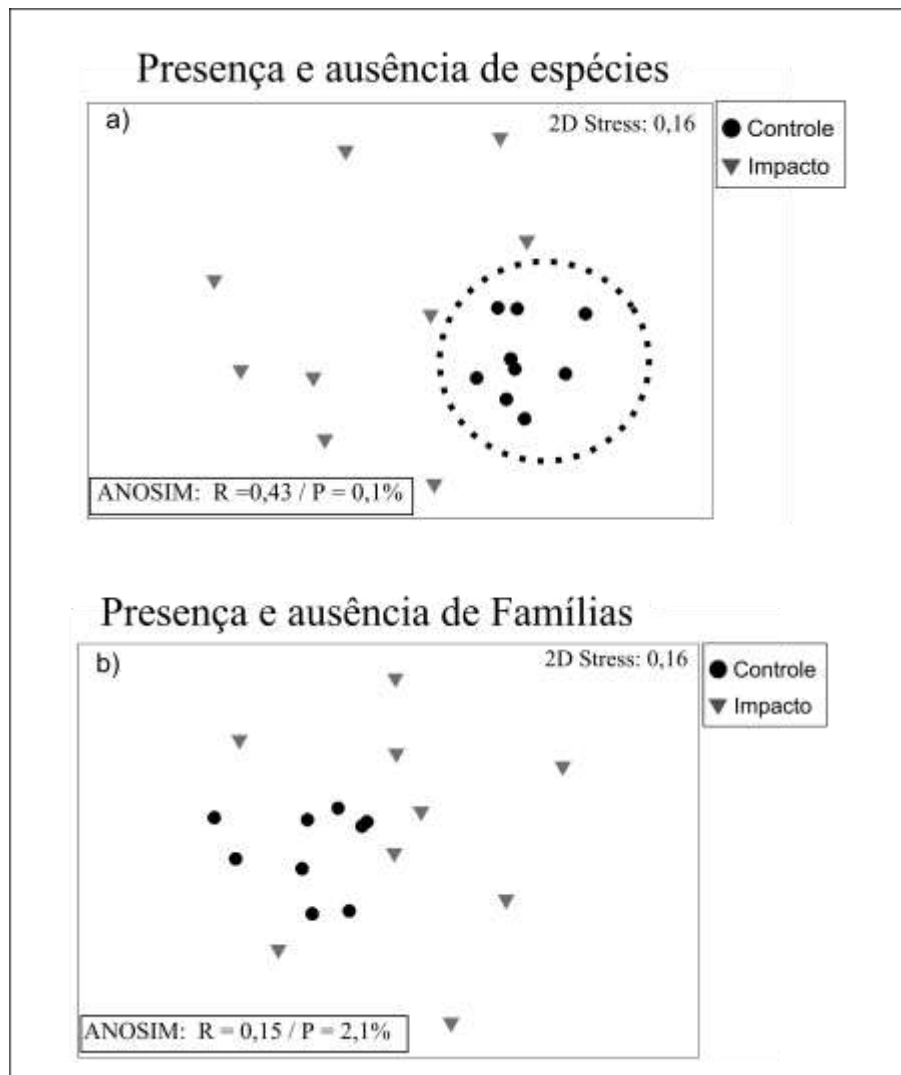 Presença e ausência de espécies
a)
2D Stress: 0,16
Controle
Impacto
ANOSIM: R =0,43 / P = 0,1%
Presença e ausência de Famílias
b)
2D Stress: 0,16
Controle
Impacto
ANOSIM: R = 0,15 / P = 2,1%